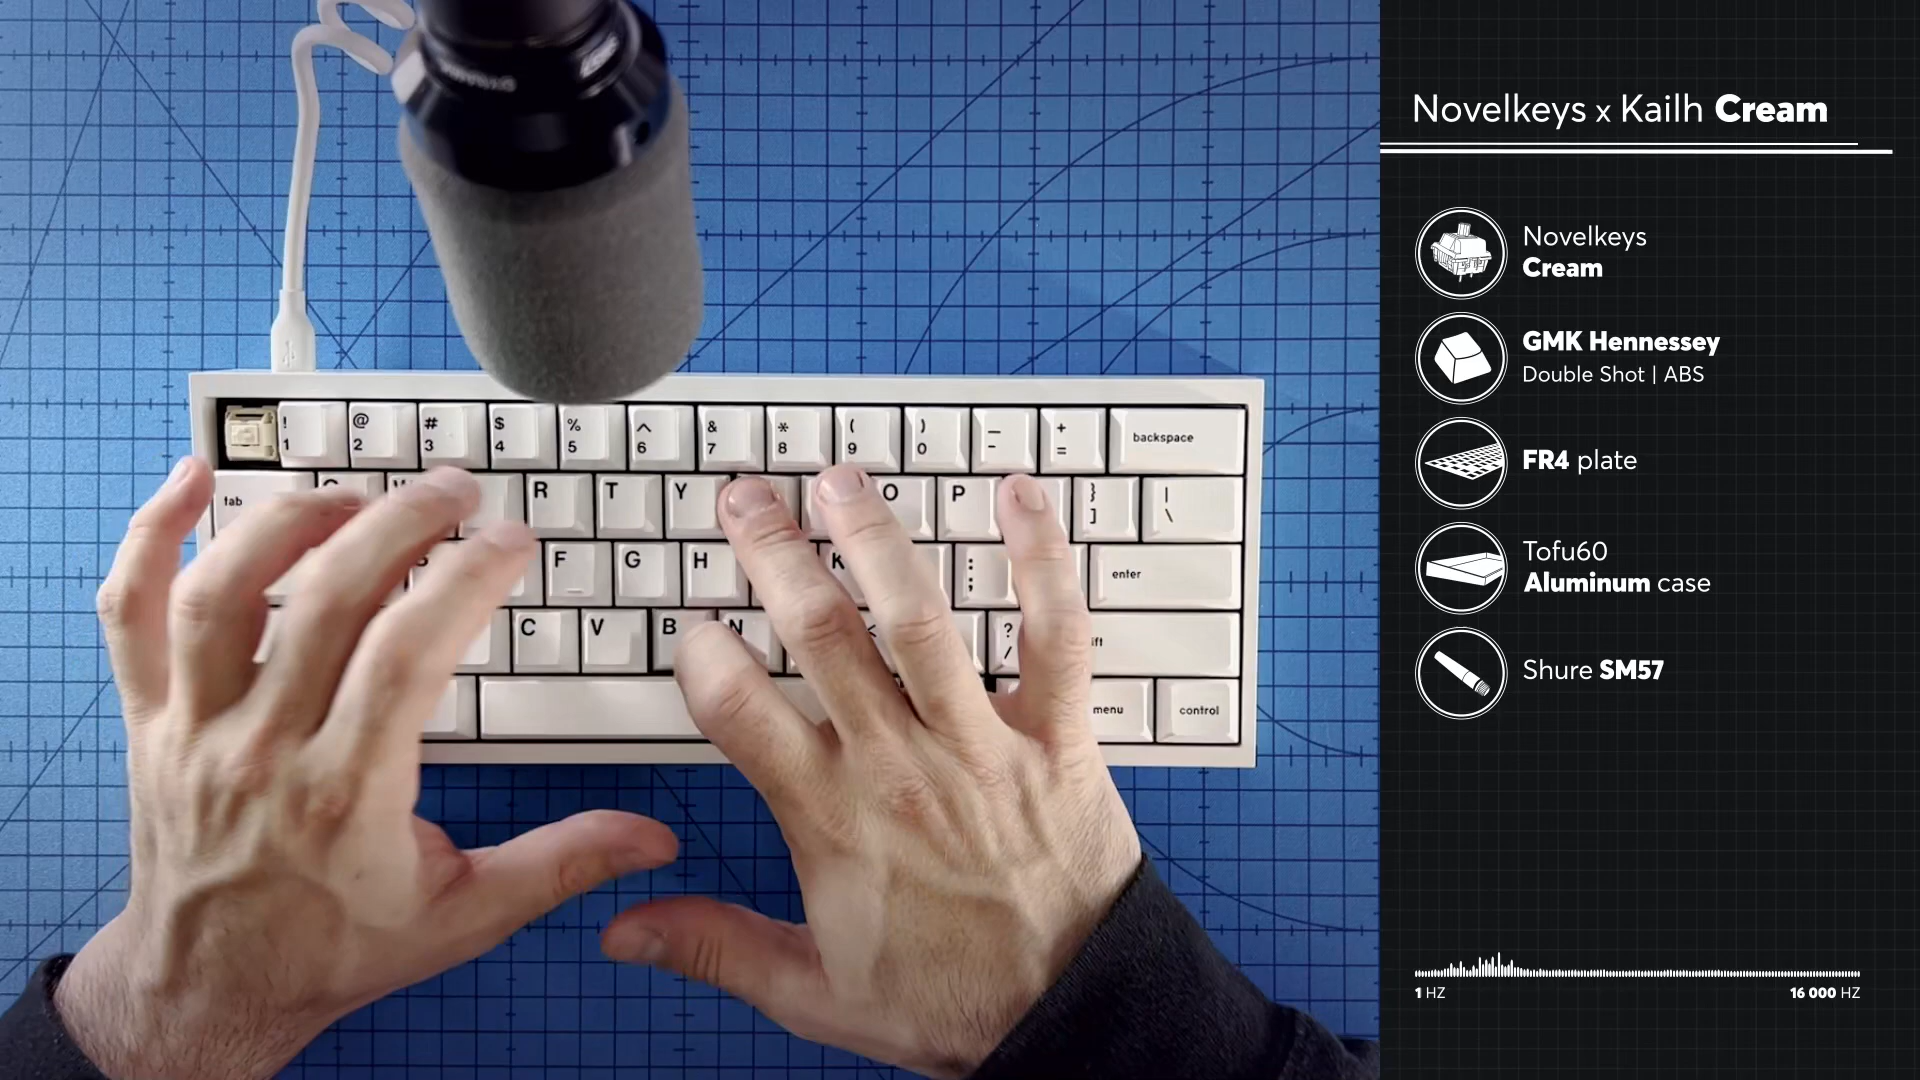 Novelkeys x Kailh Cream
Novelkeys
Cream
GMK Hennessey
Double Shot | ABS
FR4 plate
Tofu60
Aluminum case
Shure SM57
1 HZ
16 000 HZ
! @ # $ % ^ & * ( ) — +
1 2 3 4 5 6 7 8 9 0 - = backspace
tab R T Y O P } |
] \
F G H K : enter
;
C V B N < ?
/
menu control